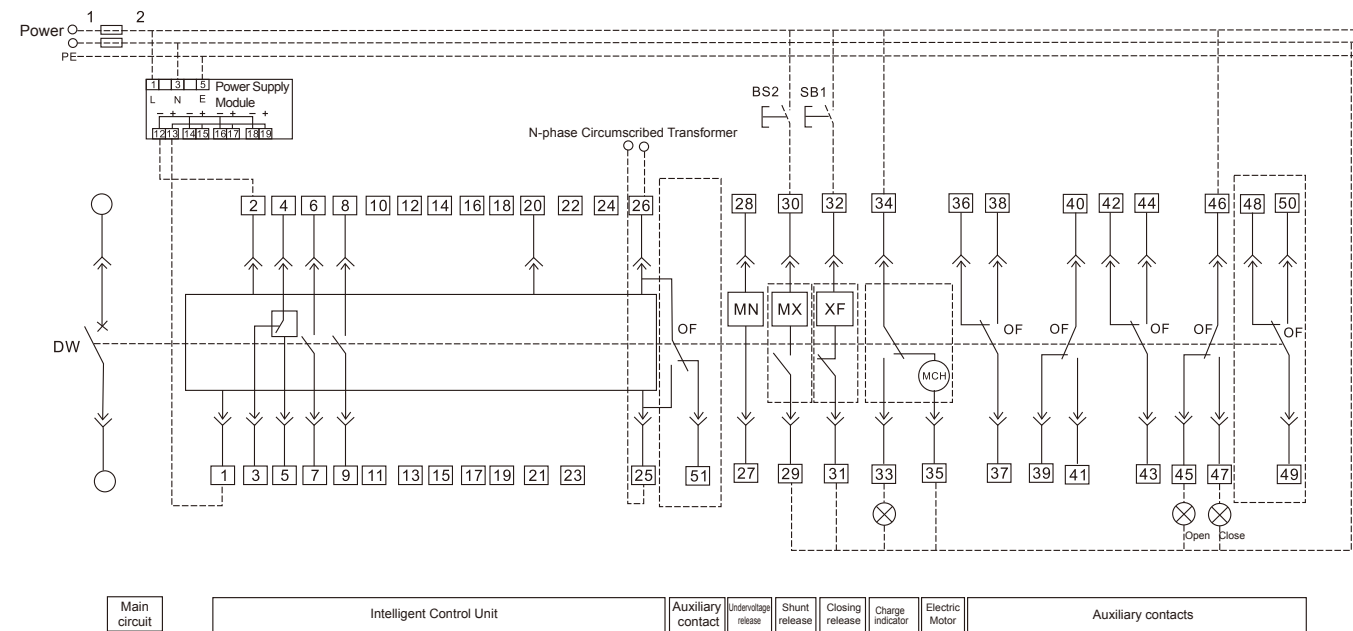 1 2
Power
PE
1 3 5 Power Supply
L N E Module
− + − + − + − +
12 13 14 15 16 17 18 19
BS2 SB1
N-phase Circumscribed Transformer
2 4 6 8 10 12 14 16 18 20 22 24 26 28 30 32 34 36 38 40 42 44 46 48 50
MN MX XF
OF OF OF OF OF OF
DW
MCH
1 3 5 7 9 11 13 15 17 19 21 23 25 51 27 29 31 33 35 37 39 41 43 45 47 49
Open Close
Main
circuit
Intelligent Control Unit
Auxiliary
contact
Undervoltage
release
Shunt
release
Closing
release
Charge
indicator
Electric
Motor
Auxiliary contacts